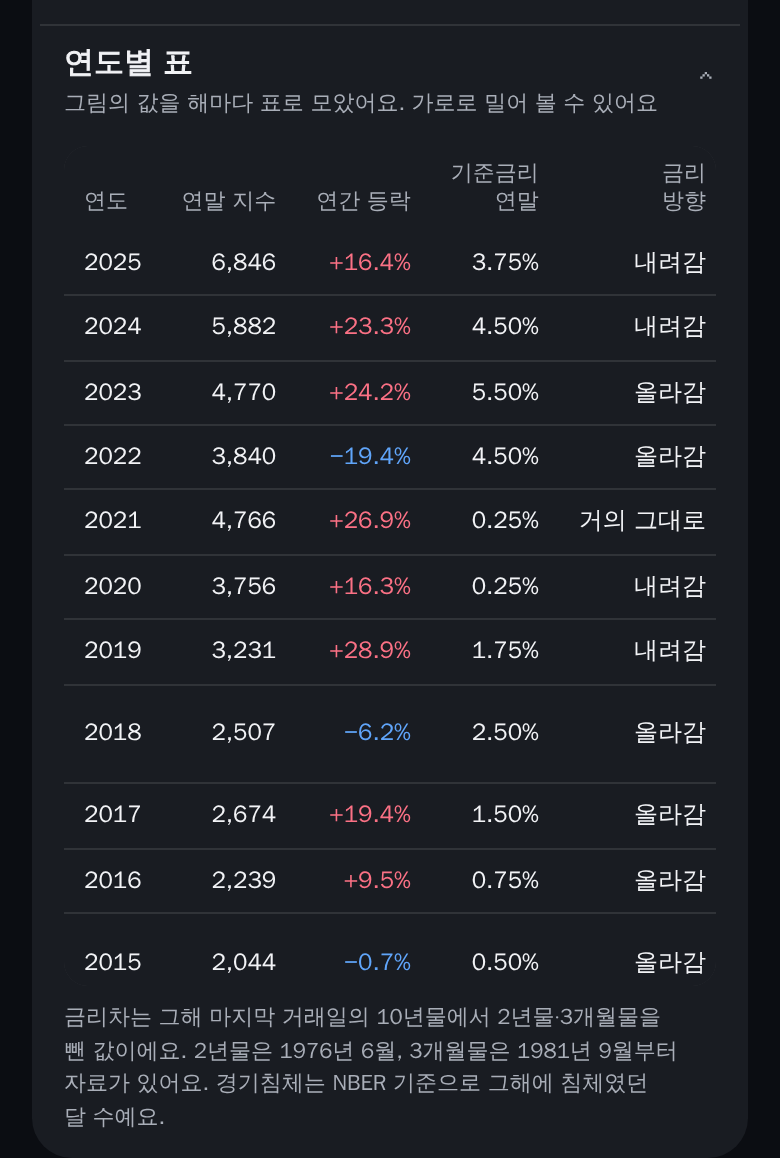 연도별 표
그림의 값을 해마다 표로 모았어요. 가로로 밀어 볼 수 있어요
연도 연말 지수 연간 등락 기준금리 연말 금리 방향
2025 6,846 +16.4% 3.75% 내려감
2024 5,882 +23.3% 4.50% 내려감
2023 4,770 +24.2% 5.50% 올라감
2022 3,840 −19.4% 4.50% 올라감
2021 4,766 +26.9% 0.25% 거의 그대로
2020 3,756 +16.3% 0.25% 내려감
2019 3,231 +28.9% 1.75% 내려감
2018 2,507 −6.2% 2.50% 올라감
2017 2,674 +19.4% 1.50% 올라감
2016 2,239 +9.5% 0.75% 올라감
2015 2,044 −0.7% 0.50% 올라감
금리차는 그해 마지막 거래일의 10년물에서 2년물·3개월물을
뺀 값이에요. 2년물은 1976년 6월, 3개월물은 1981년 9월부터
자료가 있어요. 경기침체는 NBER 기준으로 그해에 침체였던
달 수예요.